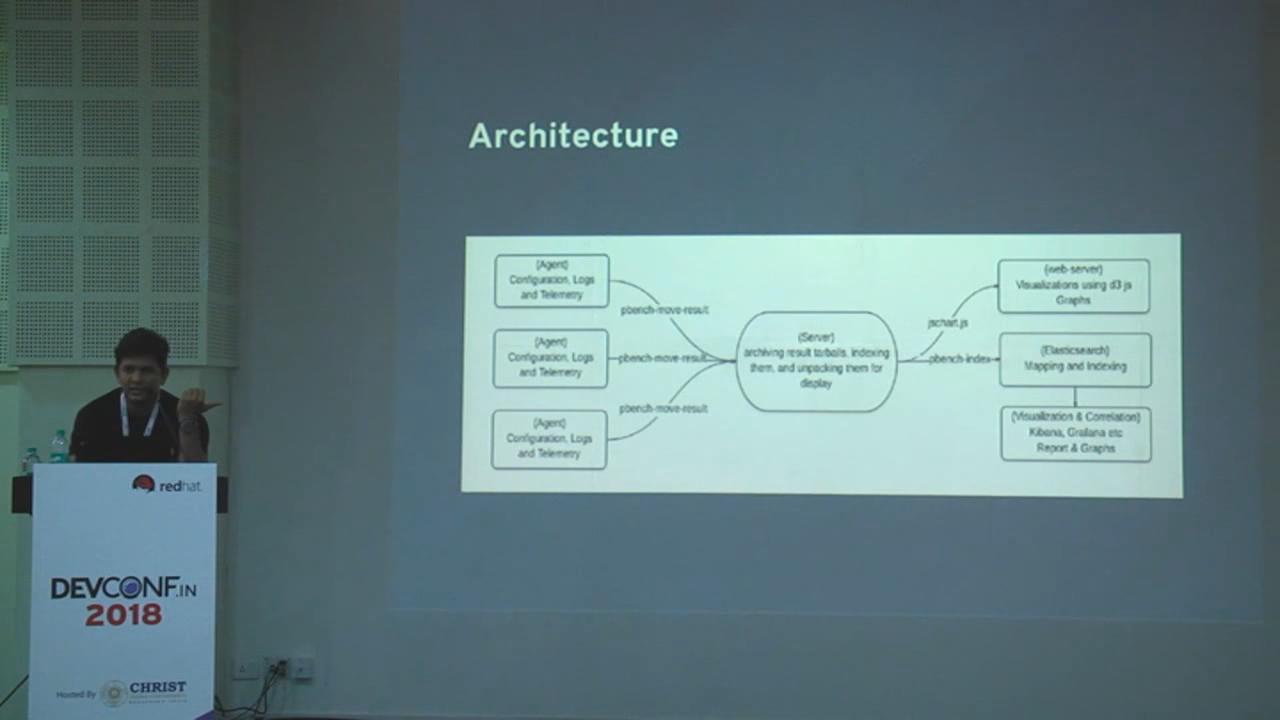 Architecture
(Agent)
Configuration, Logs
and Telemetry
pbench-move-result
(Agent)
Configuration, Logs
and Telemetry
pbench-move-result
(Agent)
Configuration, Logs
and Telemetry
pbench-move-result
(Server)
archiving result tarballs, indexing
them, and unpacking them for
display
jschart.js
pbench-index
(web-server)
Visualizations using d3 js
Graphs
(Elasticsearch)
Mapping and Indexing
(Visualization & Correlation)
Kibana, Grafana etc
Report & Graphs
redhat.
DEVCONF.IN
2018
Hosted By
CHRIST